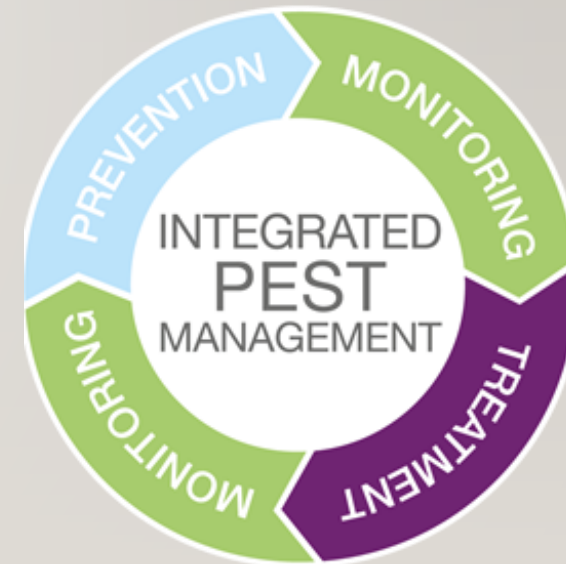 PREVENTION
MONITORING
INTEGRATED
PEST
MANAGEMENT
TREATMENT
MONITORING